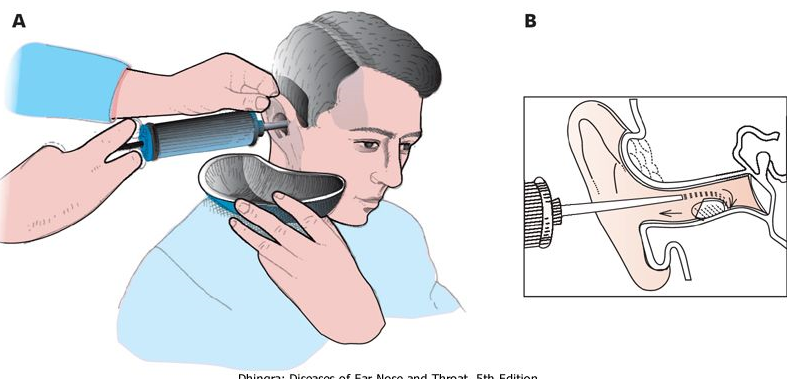 A
B
Dhingra: Diseases of Ear Nose and Throat, 5th Edition